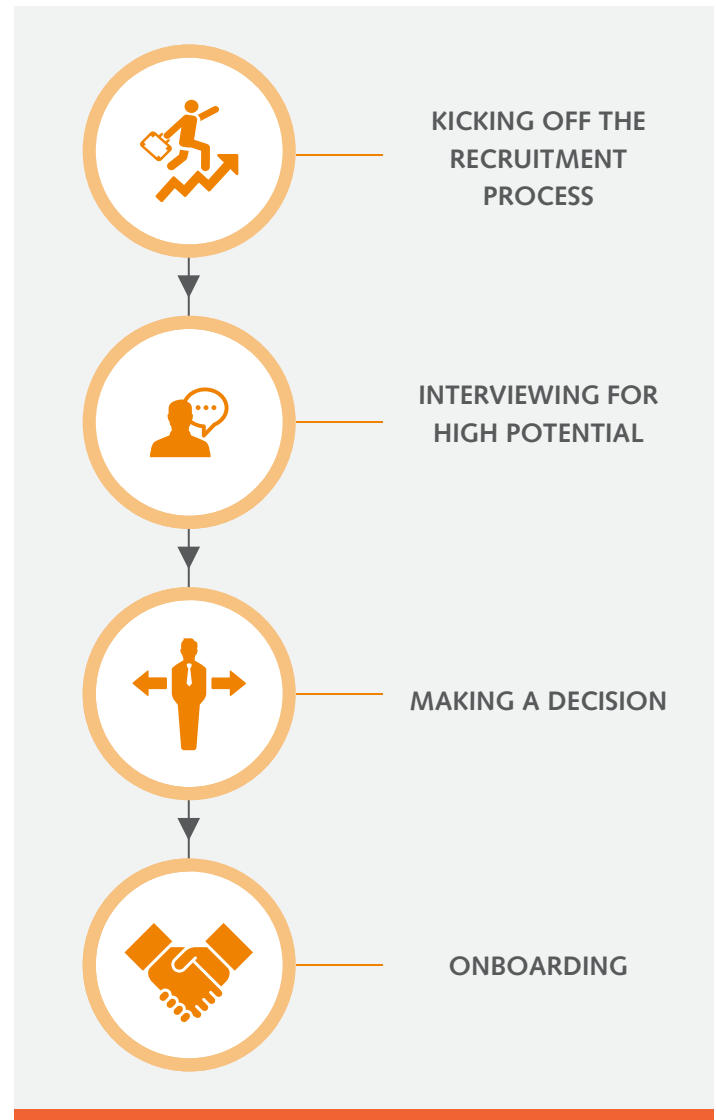 KICKING OFF THE
RECRUITMENT
PROCESS
INTERVIEWING FOR
HIGH POTENTIAL
MAKING A DECISION
ONBOARDING